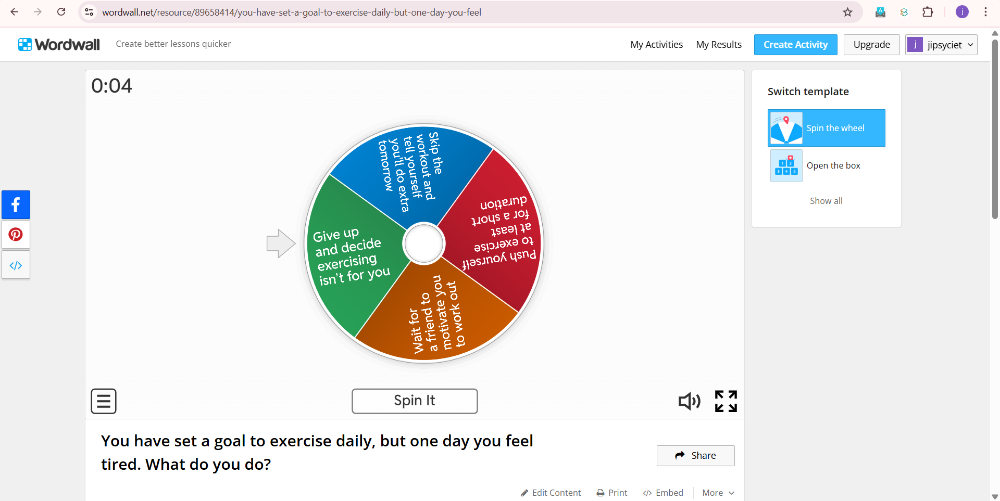 wordwall.net/resource/89658414/you-have-set-a-goal-to-exercise-daily-but-one-day-you-feel
j
Wordwall
Create better lessons quicker
My Activities
My Results
Create Activity
Upgrade
j
jipsyciet
0:04
Skip the
workout and
tell yourself
you'll do extra
tomorrow
Push yourself
to exercise
at least
for a short
duration
Give up
and decide
exercising
isn't for you
Wait for
a friend to
motivate you
to work out
Spin It
Switch template
Spin the wheel
1 2
3 4 5
Open the box
Show all
You have set a goal to exercise daily, but one day you feel
tired. What do you do?
Share
Edit Content
Print
</> Embed
More